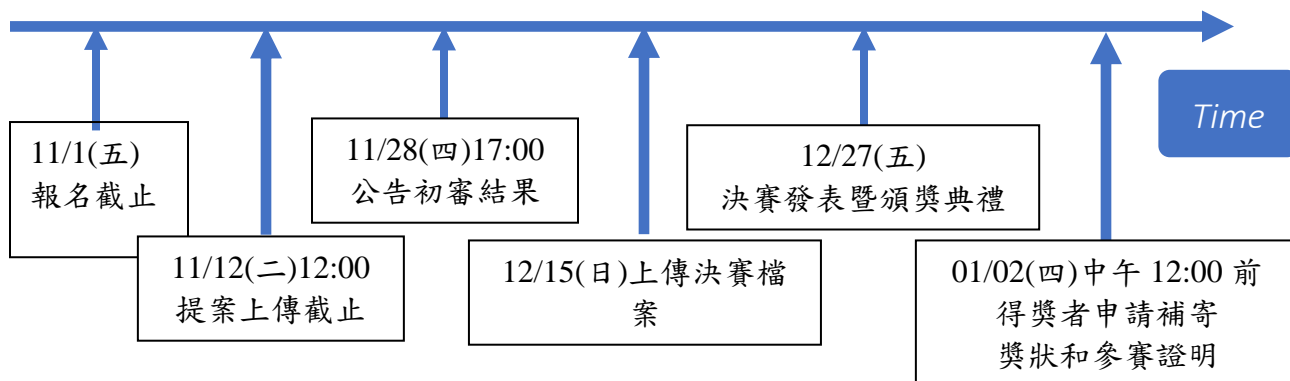 Time
11/1(五)
報名截止
11/12(二)12:00
提案上傳截止
11/28(四)17:00
公告初審結果
12/15(日)上傳決賽檔
案
12/27(五)
決賽發表暨頒獎典禮
01/02(四)中午 12:00 前
得獎者申請補寄
獎狀和參賽證明